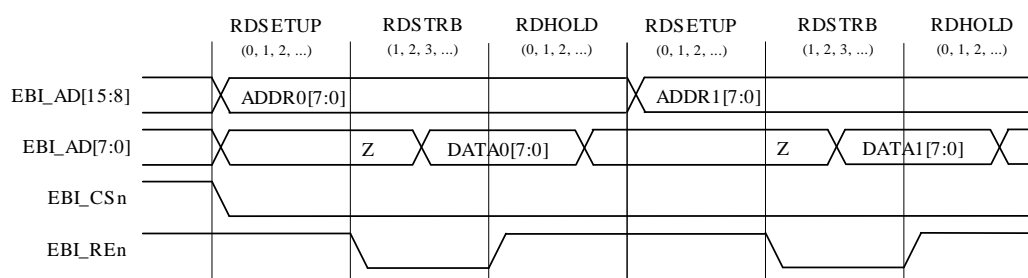 RDSETUP RDSTRB RDHOLD RDSETUP RDSTRB RDHOLD
(0, 1, 2, ...) (1, 2, 3, ...) (0, 1, 2, ...) (0, 1, 2, ...) (1, 2, 3, ...) (0, 1, 2, ...)
EBI_AD[15:8] ADDR0[7:0] ADDR1[7:0]
EBI_AD[7:0] Z DATA0[7:0] Z DATA1[7:0]
EBI_CSn
EBI_REn